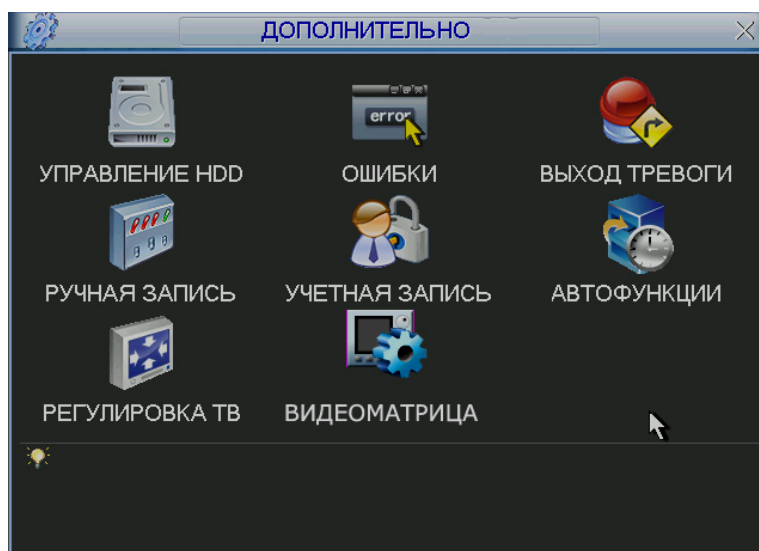 ДОПОЛНИТЕЛЬНО
error
УПРАВЛЕНИЕ HDD
ОШИБКИ
ВЫХОД ТРЕВОГИ
РУЧНАЯ ЗАПИСЬ
УЧЕТНАЯ ЗАПИСЬ
АВТОФУНКЦИИ
РЕГУЛИРОВКА ТВ
ВИДЕОМАТРИЦА